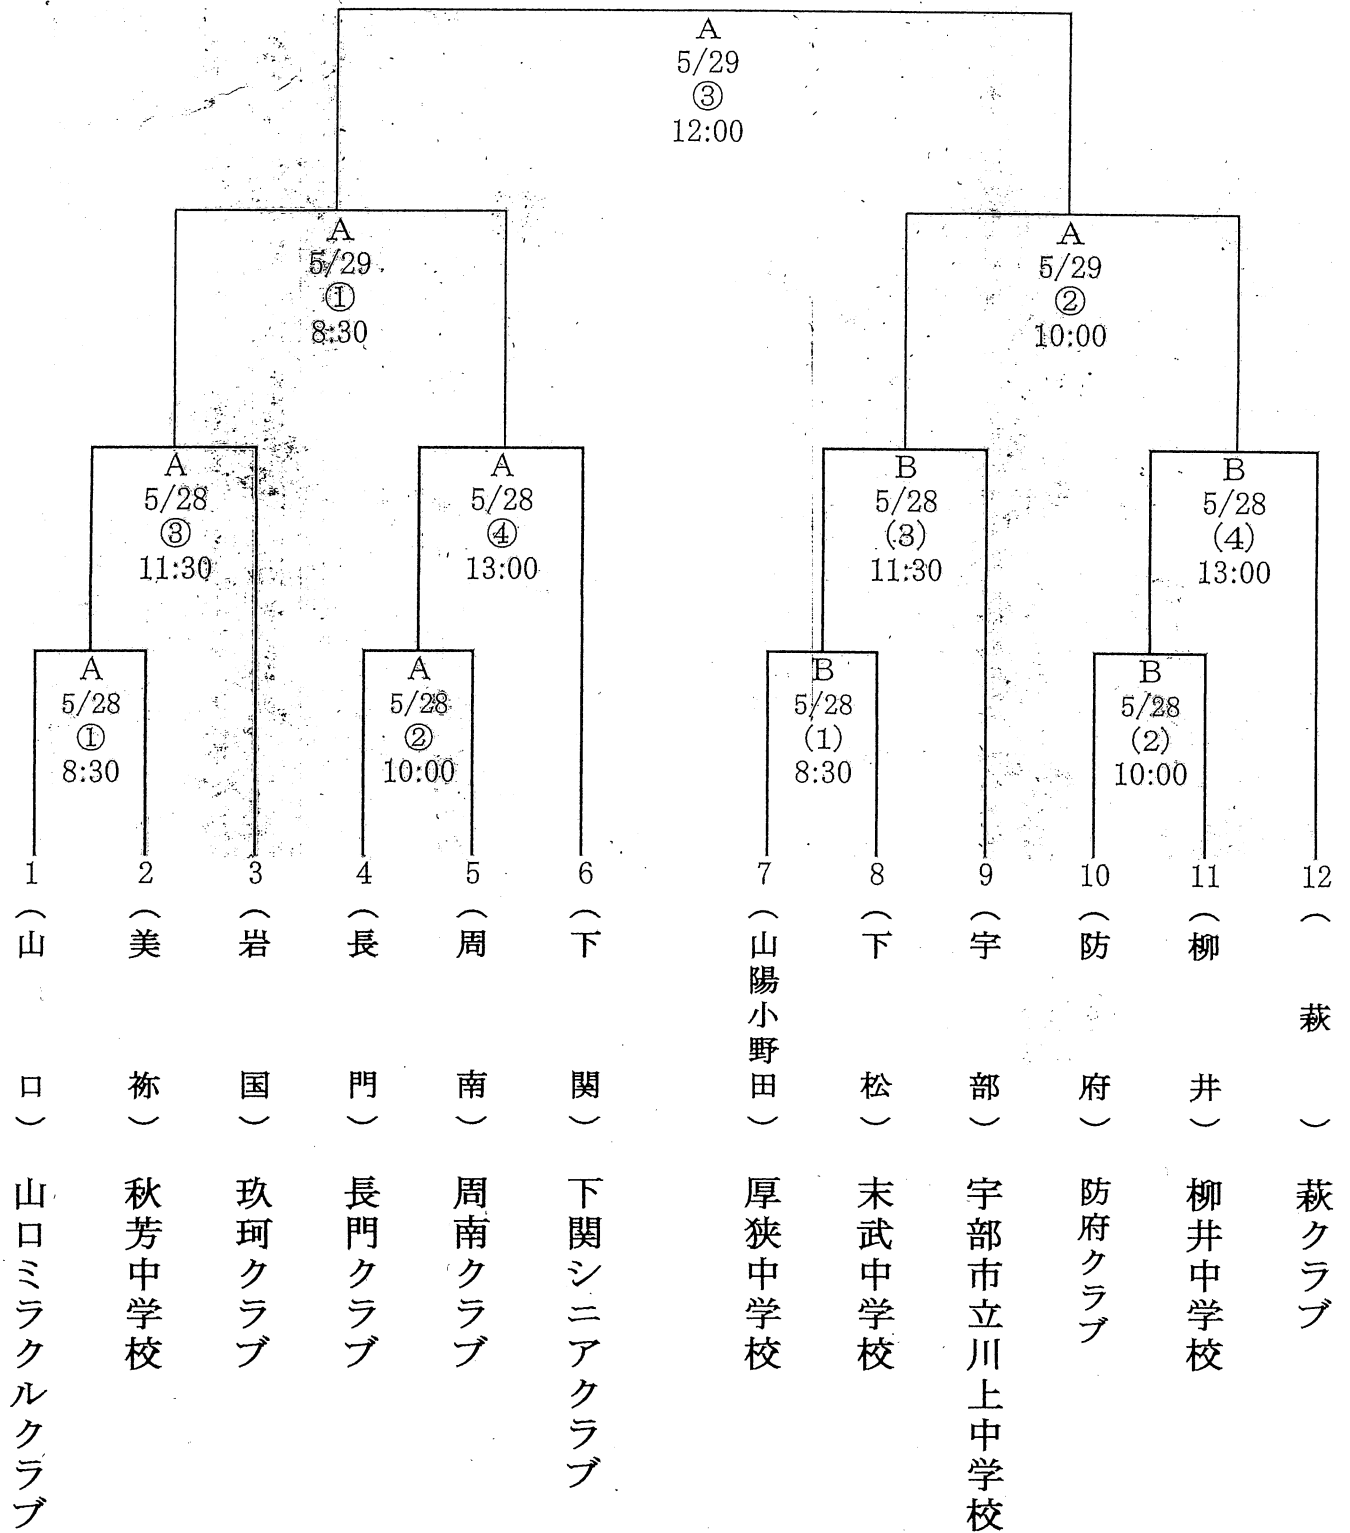 A
5/29
③
12:00
A
5/29
①
8:30
A
5/29
②
10:00
A
5/28
③
11:30
A
5/28
④
13:00
B
5/28
(3)
11:30
B
5/28
(4)
13:00
A
5/28
①
8:30
A
5/28
②
10:00
B
5/28
(1)
8:30
B
5/28
(2)
10:00
1
(山口)
山口ミラクルクラブ
2
(美祢)
秋芳中学校
3
(岩国)
玖珂クラブ
4
(長門)
長門クラブ
5
(周南)
周南クラブ
6
(下関)
下関シニアクラブ
7
(山陽小野田)
厚狭中学校
8
(下松)
末武中学校
9
(宇部)
宇部市立川上中学校
10
(防府)
防府クラブ
11
(柳井)
柳井中学校
12
(萩)
萩クラブ